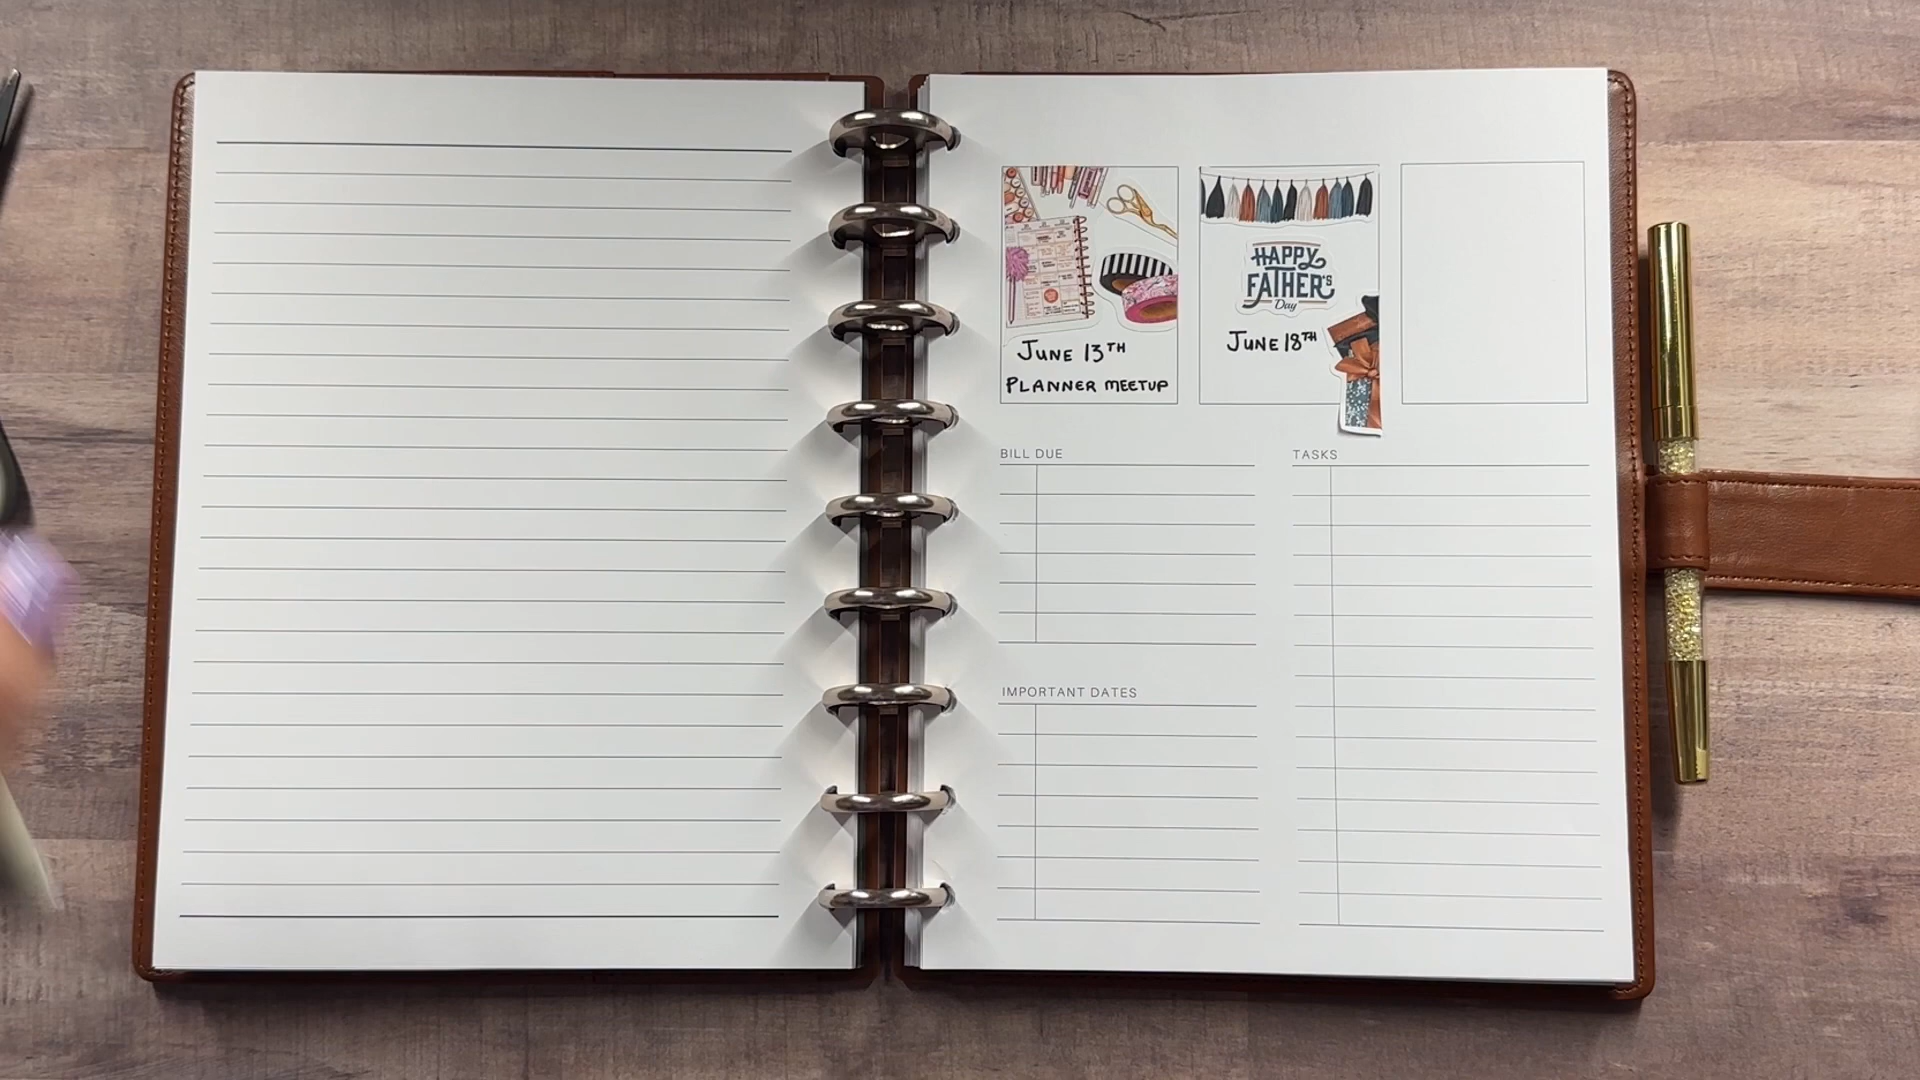 JUNE 13TH
PLANNER MEETUP
HAPPY
FATHER'S
Day
JUNE 18TH
BILL DUE
TASKS
IMPORTANT DATES